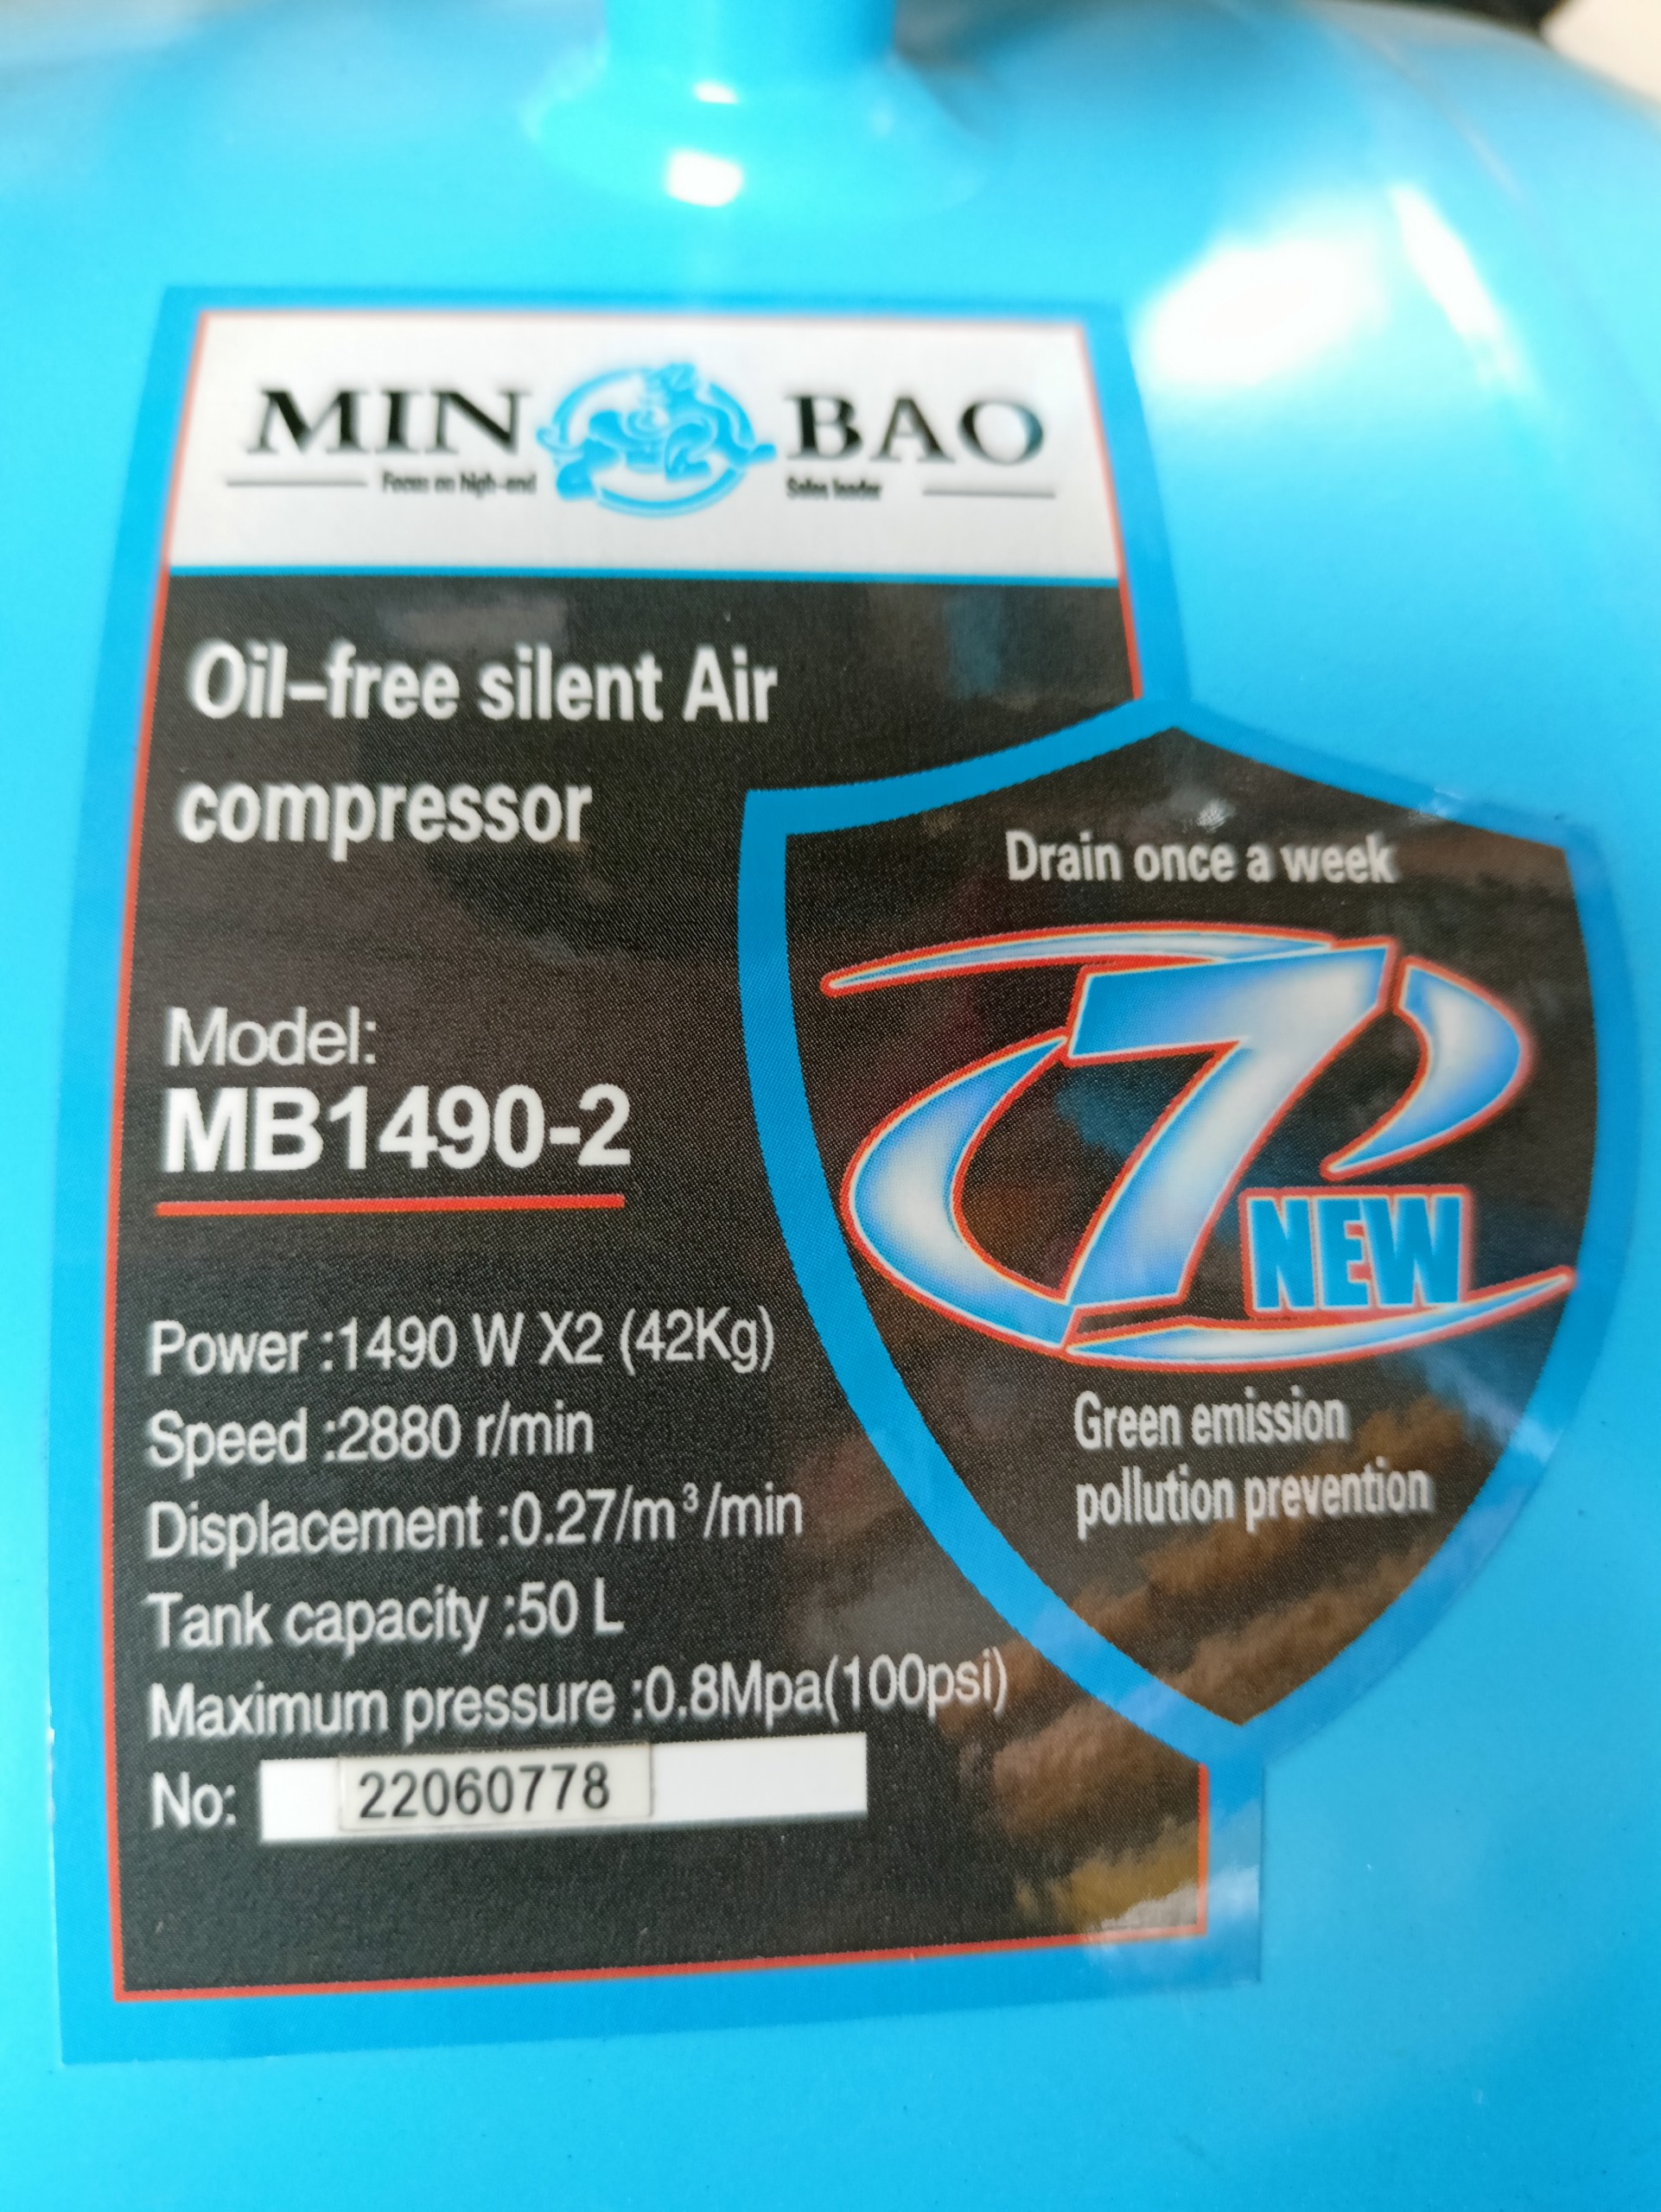 MIN BAO
Focus on high-end Sales leader
Oil-free silent Air
compressor
Drain once a week
7
NEW
Green emission
pollution prevention
Model:
MB1490-2
Power :1490 W X2 (42Kg)
Speed :2880 r/min
Displacement :0.27/m³/min
Tank capacity :50 L
Maximum pressure :0.8Mpa(100psi)
No: 22060778